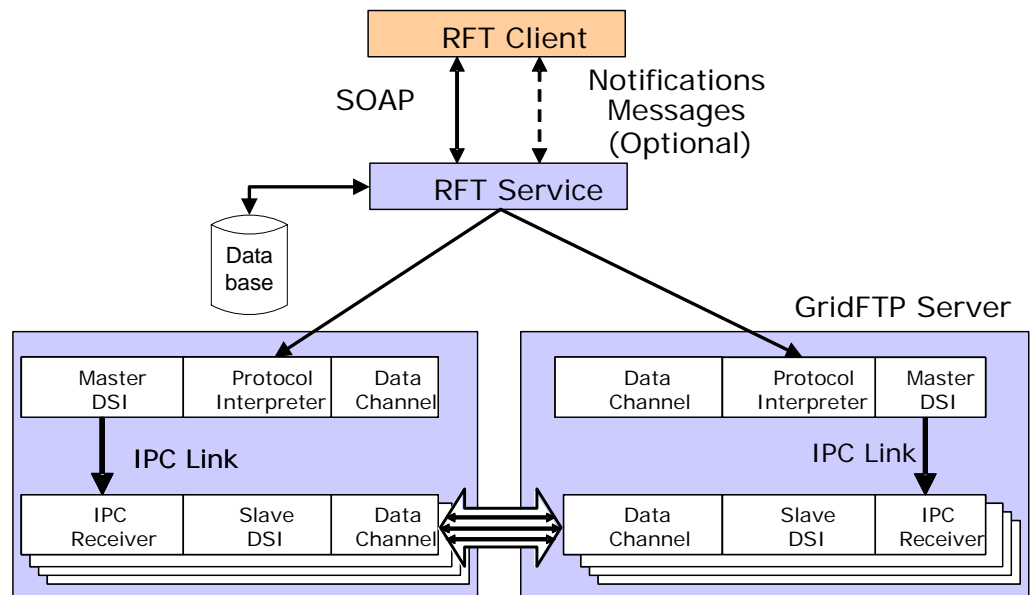 RFT Client
SOAP
Notifications
Messages
(Optional)
RFT Service
Data
base
GridFTP Server
Master
DSI
Protocol
Interpreter
Data
Channel
Data
Channel
Protocol
Interpreter
Master
DSI
IPC Link
IPC Link
IPC
Receiver
Slave
DSI
Data
Channel
Data
Channel
Slave
DSI
IPC
Receiver